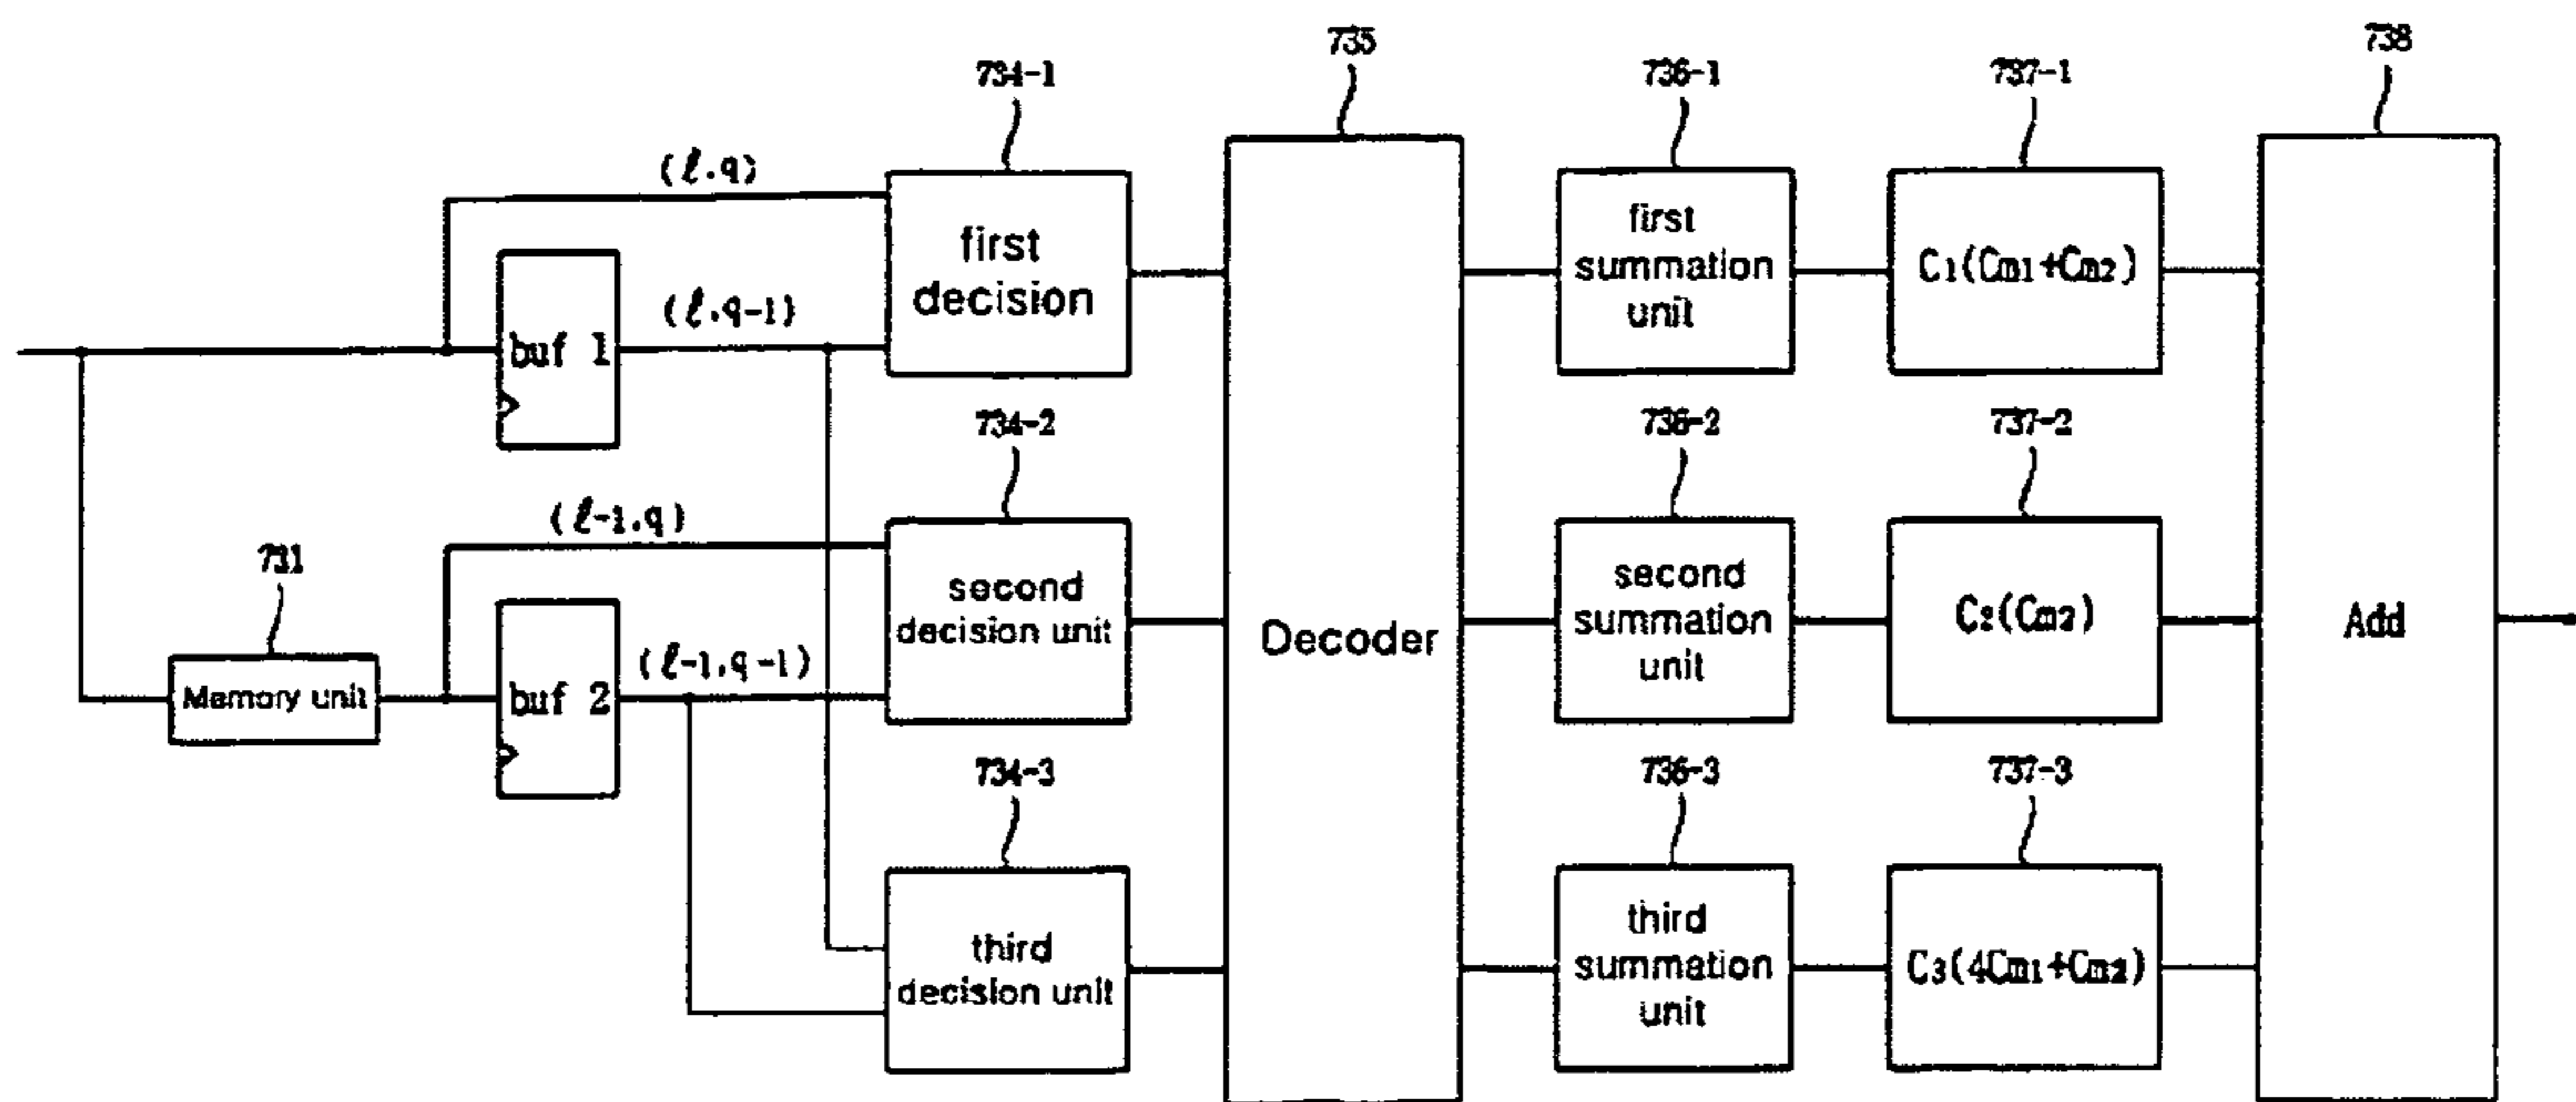 735
738
734-1
736-1
737-1
(ℓ.q)
first
decision
first
summation
unit
C1(Cm1+Cm2)
buf 1
(ℓ.q-1)
734-2
736-2
737-2
(ℓ-1.q)
731
Memory unit
buf 2
(ℓ-1.q-1)
second
decision unit
Decoder
second
summation
unit
C2(Cm2)
Add
734-3
736-3
737-3
third
decision unit
third
summation
unit
C3(4Cm1+Cm2)